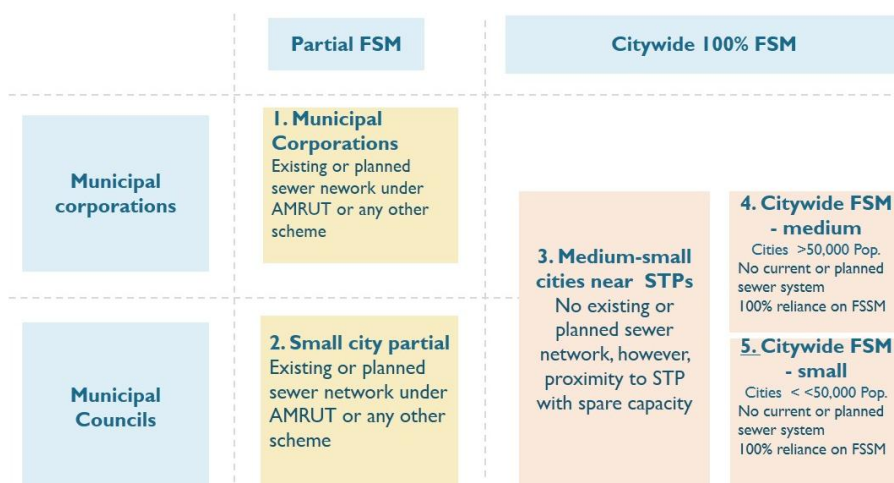 Partial FSM
Citywide 100% FSM
Municipal
corporations
1. Municipal
Corporations
Existing or planned
sewer nework under
AMRUT or any other
scheme
Municipal
Councils
2. Small city partial
Existing or planned
sewer network under
AMRUT or any other
scheme
3. Medium-small
cities near STPs
No existing or
planned sewer
network, however,
proximity to STP
with spare capacity
4. Citywide FSM
- medium
Cities >50,000 Pop.
No current or planned
sewer system
100% reliance on FSSM
5. Citywide FSM
- small
Cities < <50,000 Pop.
No current or planned
sewer system
100% reliance on FSSM